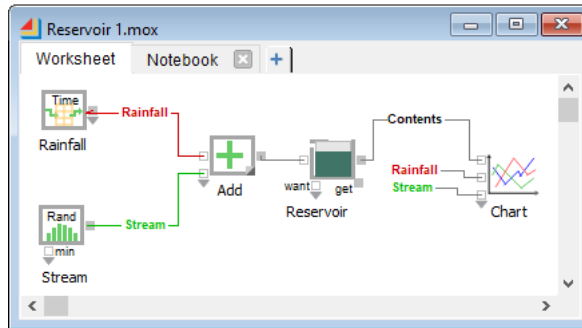 Reservoir 1.mox
Worksheet Notebook
Time
Rainfall
Rainfall
Contents
Add
want get
Reservoir
Rainfall
Stream
Chart
Rand
Stream
min
Stream